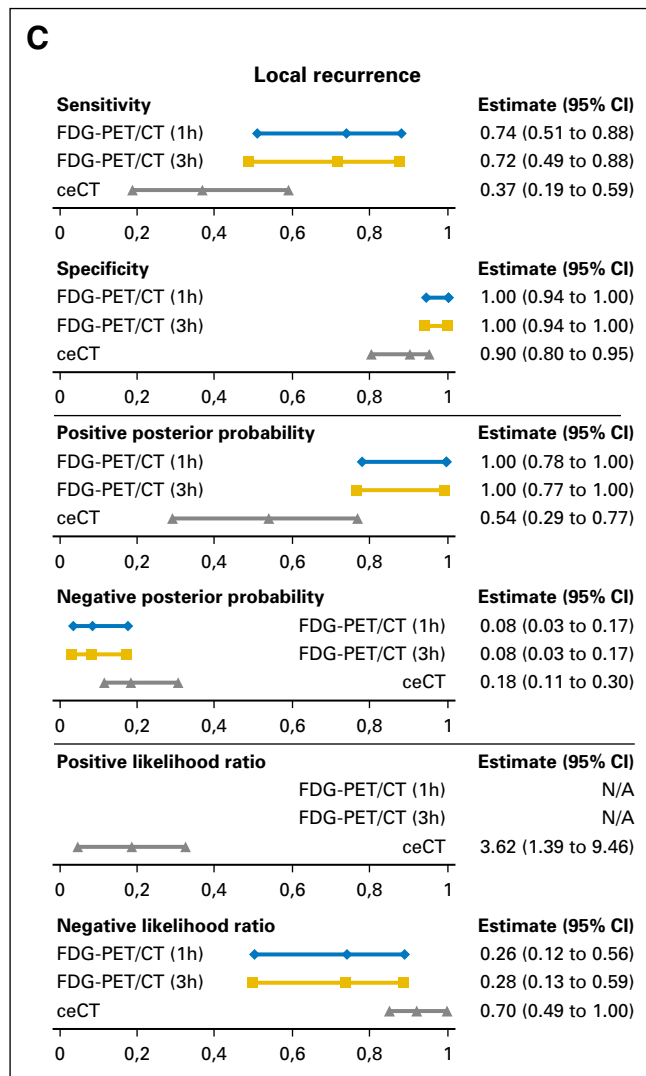 C
Local recurrence
Sensitivity Estimate (95% CI)
FDG-PET/CT (1h) 0.74 (0.51 to 0.88)
FDG-PET/CT (3h) 0.72 (0.49 to 0.88)
ceCT 0.37 (0.19 to 0.59)
0 0,2 0,4 0,6 0,8 1
Specificity Estimate (95% CI)
FDG-PET/CT (1h) 1.00 (0.94 to 1.00)
FDG-PET/CT (3h) 1.00 (0.94 to 1.00)
ceCT 0.90 (0.80 to 0.95)
0 0,2 0,4 0,6 0,8 1
Positive posterior probability Estimate (95% CI)
FDG-PET/CT (1h) 1.00 (0.78 to 1.00)
FDG-PET/CT (3h) 1.00 (0.77 to 1.00)
ceCT 0.54 (0.29 to 0.77)
0 0,2 0,4 0,6 0,8 1
Negative posterior probability Estimate (95% CI)
FDG-PET/CT (1h) 0.08 (0.03 to 0.17)
FDG-PET/CT (3h) 0.08 (0.03 to 0.17)
ceCT 0.18 (0.11 to 0.30)
0 0,2 0,4 0,6 0,8 1
Positive likelihood ratio Estimate (95% CI)
FDG-PET/CT (1h) N/A
FDG-PET/CT (3h) N/A
ceCT 3.62 (1.39 to 9.46)
0 0,2 0,4 0,6 0,8 1
Negative likelihood ratio Estimate (95% CI)
FDG-PET/CT (1h) 0.26 (0.12 to 0.56)
FDG-PET/CT (3h) 0.28 (0.13 to 0.59)
ceCT 0.70 (0.49 to 1.00)
0 0,2 0,4 0,6 0,8 1